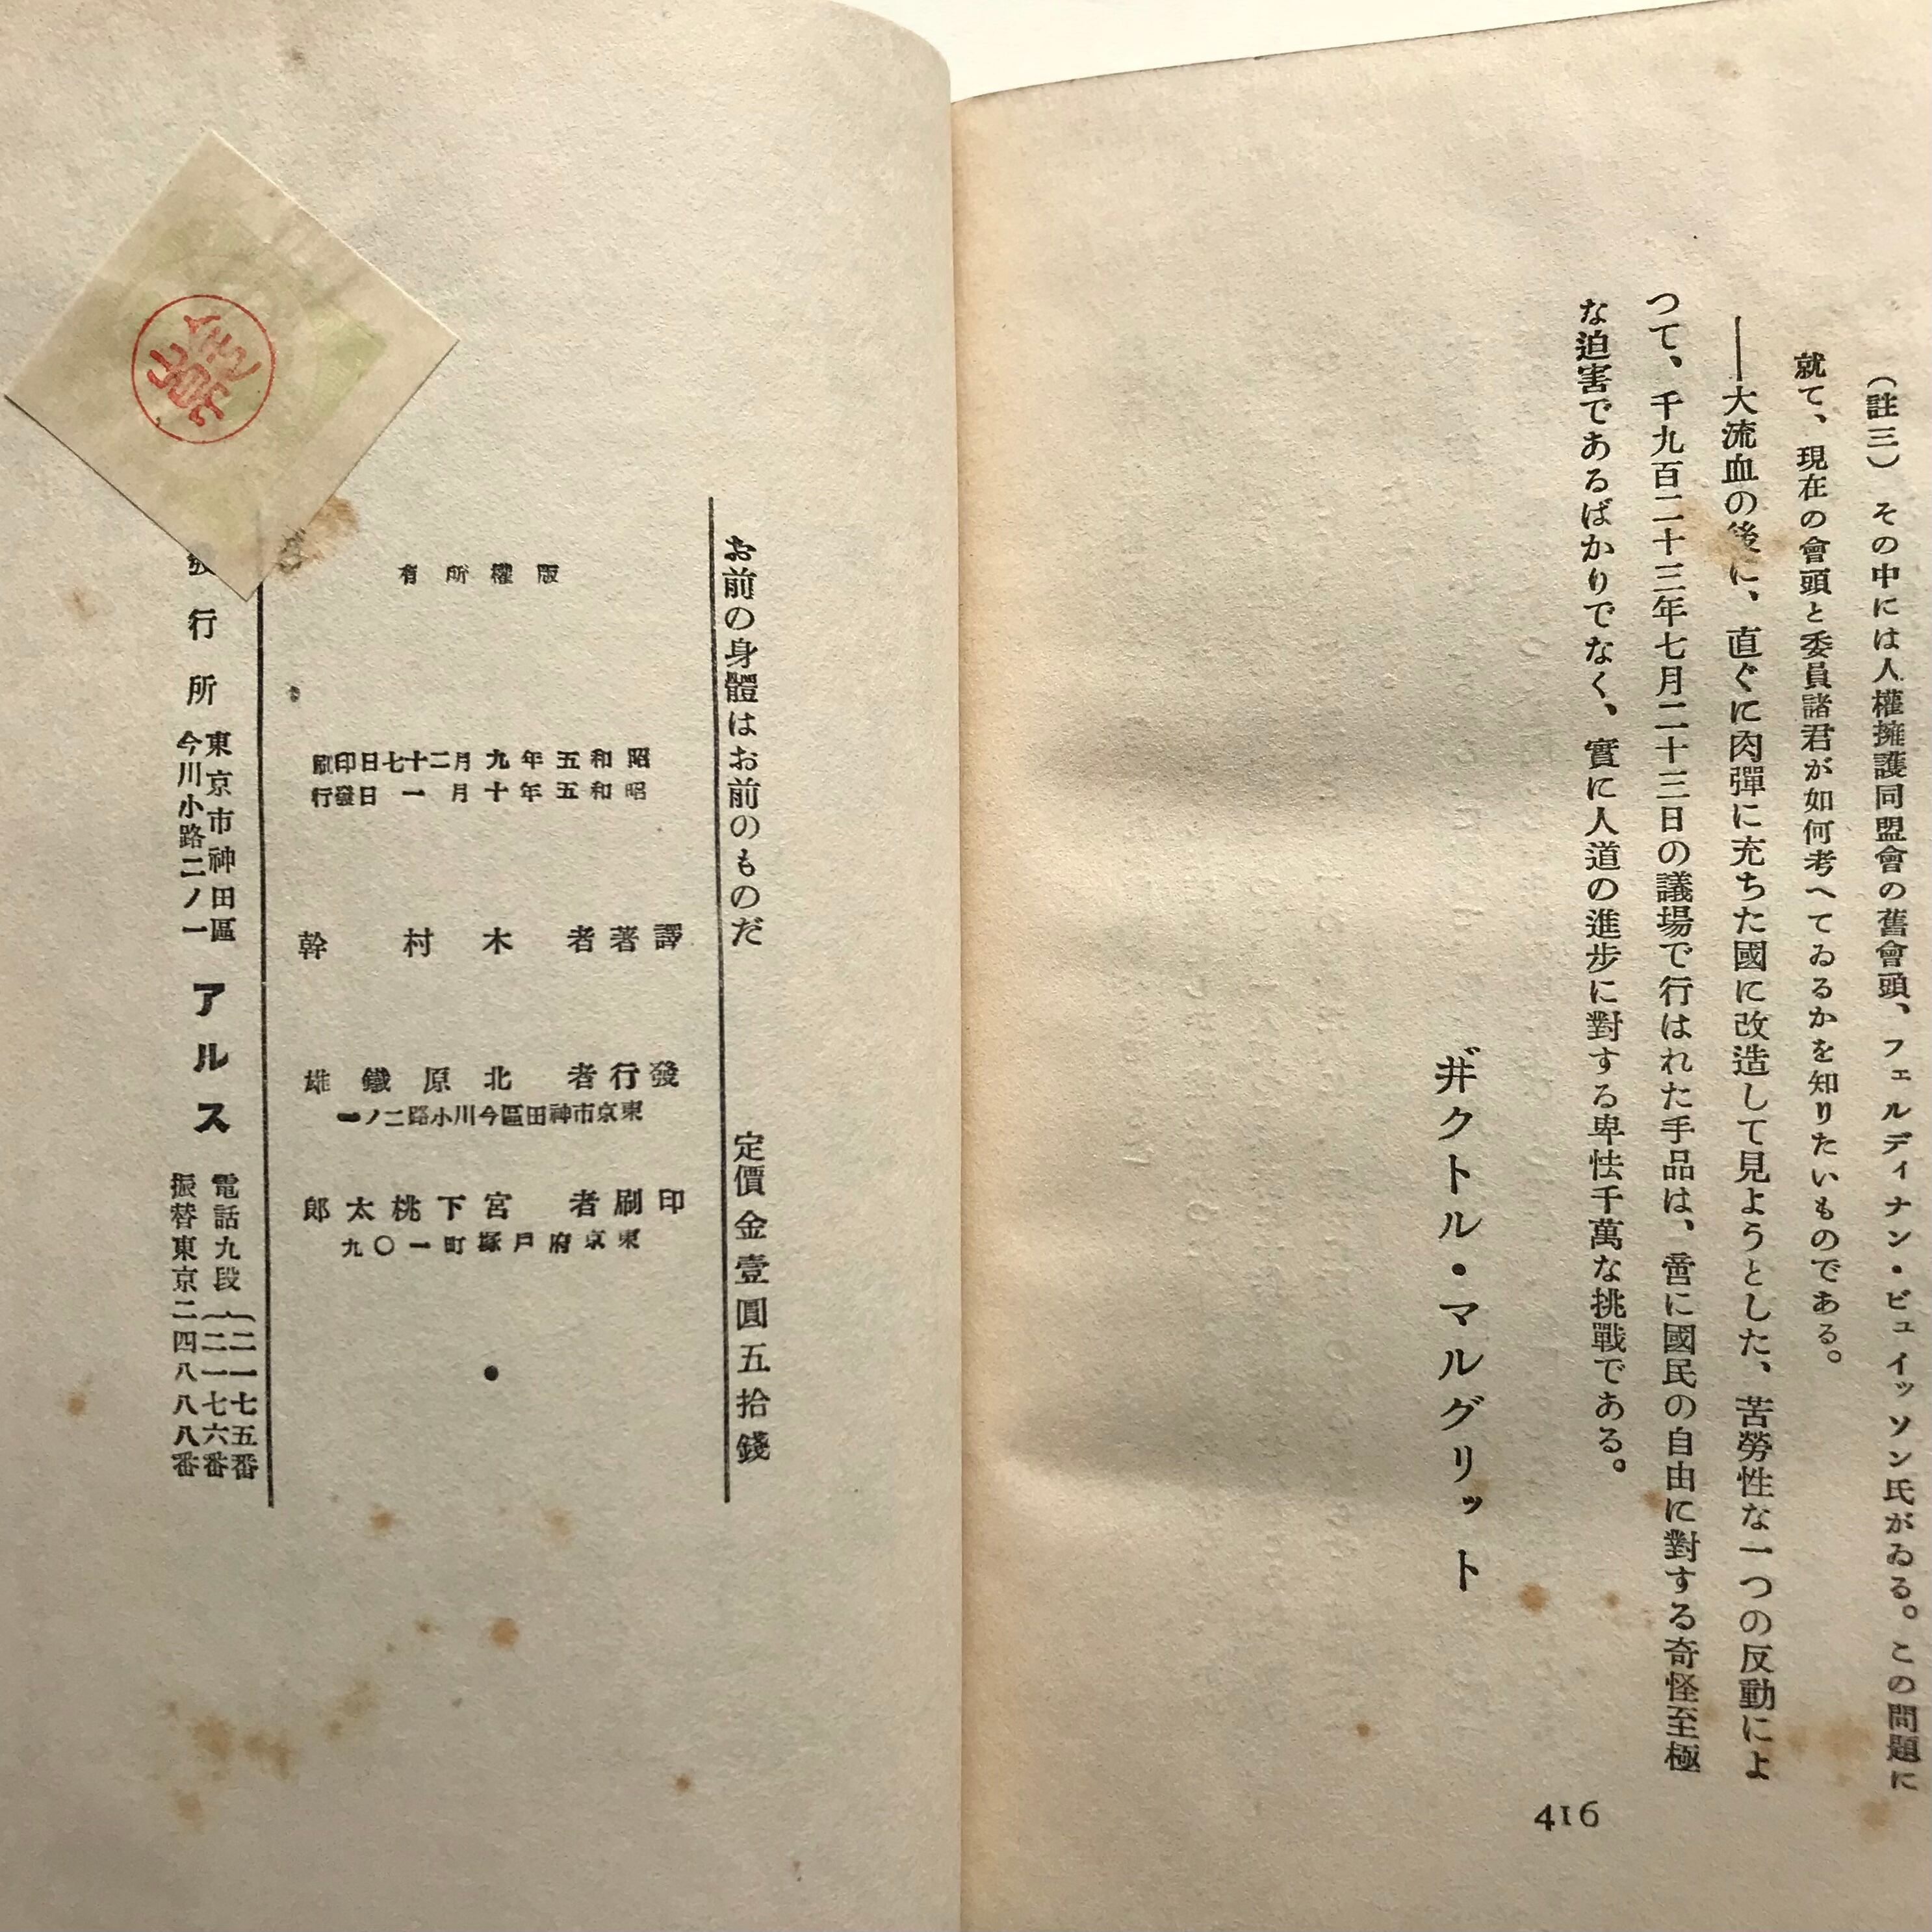 (註三) その中には人權擁護同盟會の舊會頭、フェルディナン・ビュイッソン氏がゐる。この問題に
就て、現在の會頭と委員諸君が如何考へてゐるかを知りたいものである。
――大流血の後に、直ぐに肉彈に充ちた國に改造して見ようとした、苦勞性な一つの反動によ
つて、千九百二十三年七月二十三日の議場で行はれた手品は、啻に國民の自由に對する奇怪至極
な迫害であるばかりでなく、實に人道の進步に對する卑怯千萬な挑戰である。
ヸクトル・マルグリット
416
お前の身體はお前のものだ
定價金壹圓五拾錢
版權所有
昭和五年九月二十七日印刷
昭和五年十月一日發行
譯著者 木村幹
發行者 北原鐵雄
東京市神田區今川小路二ノ一
印刷者 宮下桃太郎
東京府戸塚町一〇九
發行所
東京市神田區
今川小路二ノ一
アルス
電話九段(二一七五番
二一七六番
振替東京二四八八八番